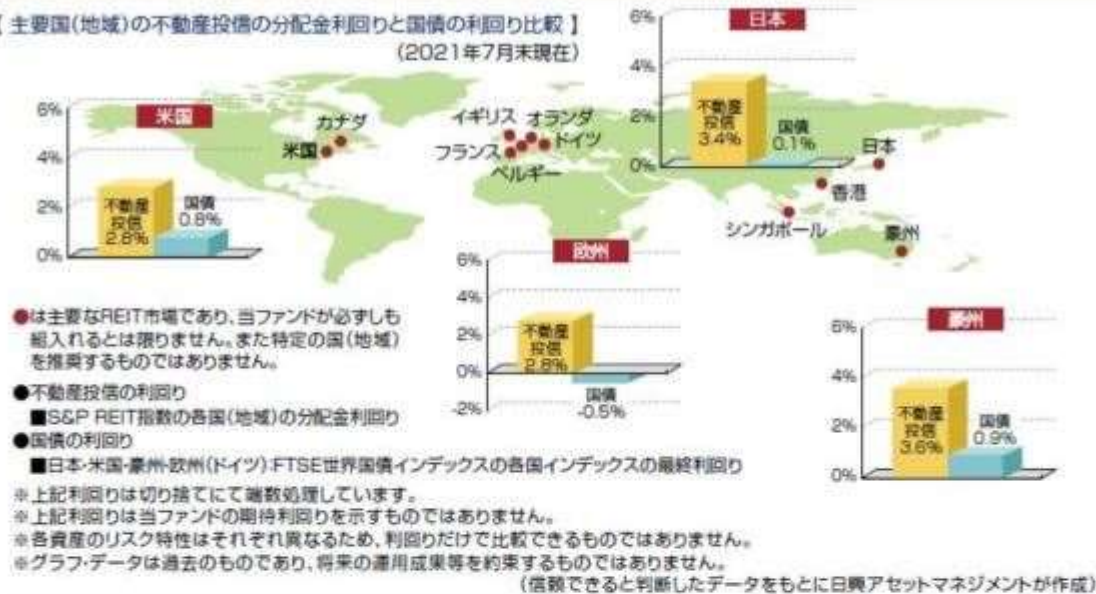 【 主要国(地域)の不動産投信の分配金利回りと国債の利回り比較 】
(2021年7月末現在)
米国
6%
4%
2%
0%
不動産
投信
2.8%
国債
0.8%
カナダ
米国
イギリス
オランダ
ドイツ
フランス
ベルギー
日本
6%
4%
2%
0%
不動産
投信
3.4%
国債
0.1%
日本
香港
シンガポール
豪州
欧州
6%
4%
2%
0%
-2%
不動産
投信
2.8%
国債
-0.5%
豪州
6%
4%
2%
0%
不動産
投信
3.6%
国債
0.9%
●は主要なREIT市場であり、当ファンドが必ずしも
組入れるとは限りません。また特定の国(地域)
を推奨するものではありません。
●不動産投信の利回り
■S&P REIT指数の各国(地域)の分配金利回り
●国債の利回り
■日本・米国・豪州・欧州(ドイツ):FTSE世界国債インデックスの各国インデックスの最終利回り
※上記利回りは切り捨てにて端数処理しています。
※上記利回りは当ファンドの期待利回りを示すものではありません。
※各資産のリスク特性はそれぞれ異なるため、利回りだけで比較できるものではありません。
※グラフ・データは過去のものであり、将来の運用成果等を約束するものではありません。
(信頼できると判断したデータをもとに日興アセットマネジメントが作成)